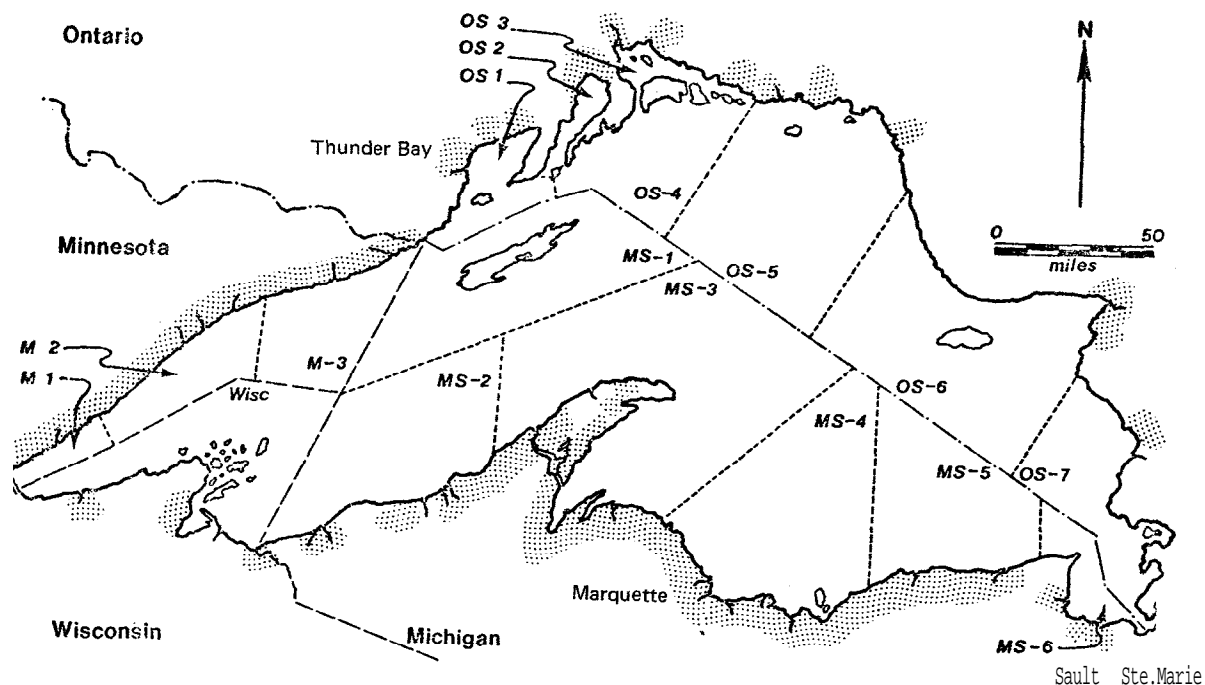 Ontario
OS 3
OS 2
OS 1
N
Thunder Bay
OS-4
Minnesota
0 50
miles
MS-1
OS-5
MS-3
M 2
M-3
M 1
MS-2
Wisc
OS-6
MS-4
MS-5
OS-7
Marquette
Wisconsin
Michigan
MS-6
Sault Ste.Marie